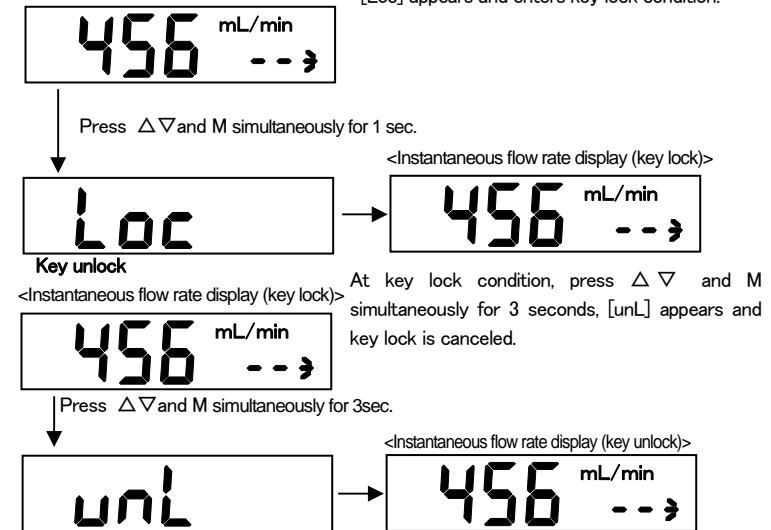 [Loc] appears and enters key lock condition.
456 mL/min
Press △▽and M simultaneously for 1 sec.
<Instantaneous flow rate display (key lock)>
Loc
456 mL/min
Key unlock
<Instantaneous flow rate display (key lock)>
At key lock condition, press △ ▽ and M
simultaneously for 3 seconds, [unL] appears and
key lock is canceled.
456 mL/min
Press △▽and M simultaneously for 3sec.
<Instantaneous flow rate display (key unlock)>
unL
456 mL/min